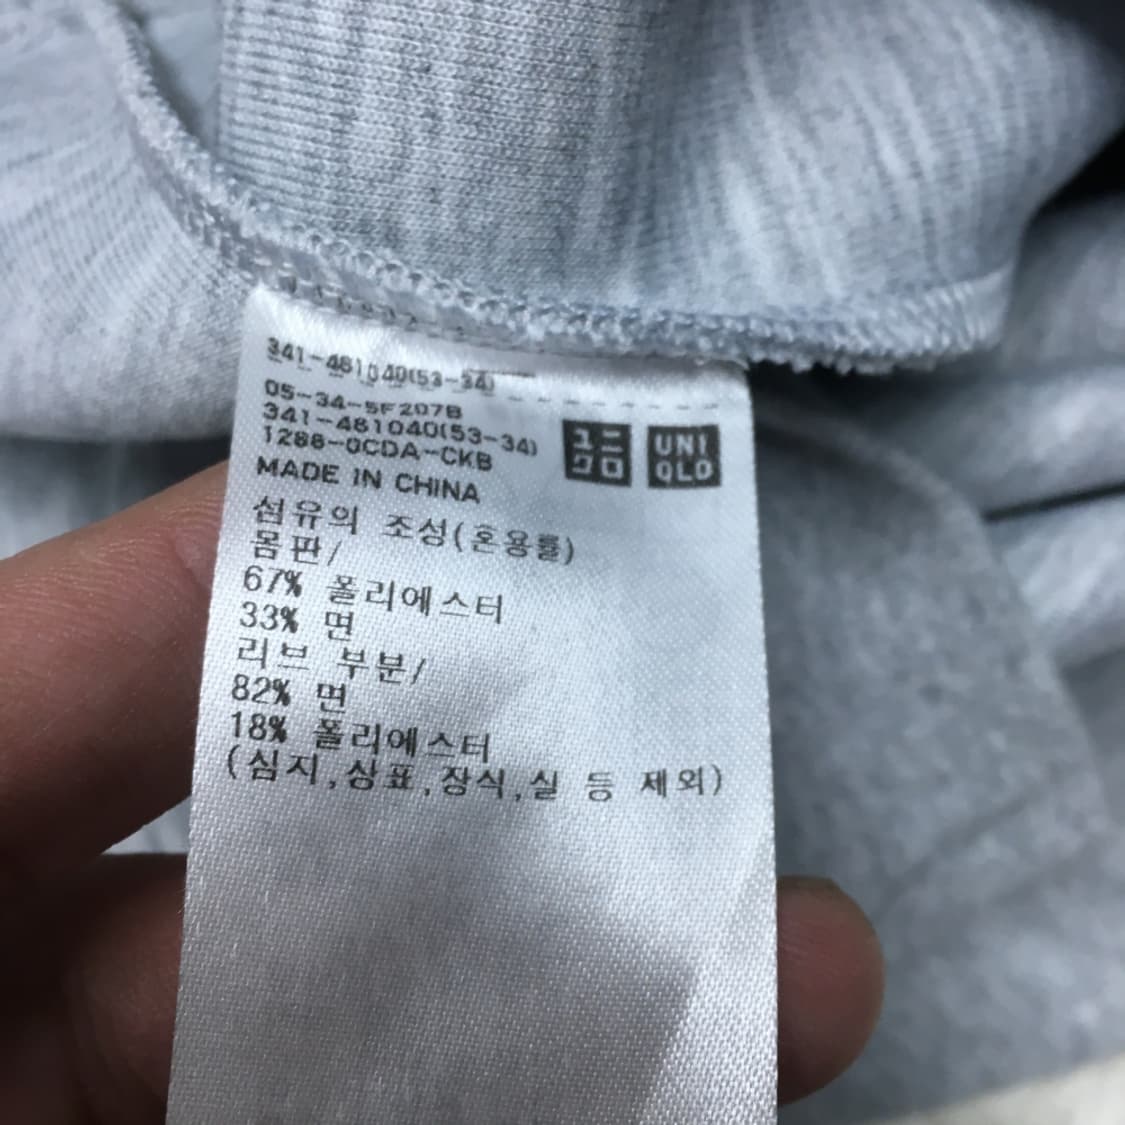 341-461040(53-34)
05-34-5F207B
341-461040(53-34)
1286-0CDA-CKB
MADE IN CHINA
ユニ
クロ
UNI
QLO
섬유의 조성(혼용률)
몸판/
67% 폴리에스터
33% 면
리브 부분/
82% 면
18% 폴리에스터
(심지,상표,장식,실 등 제외)